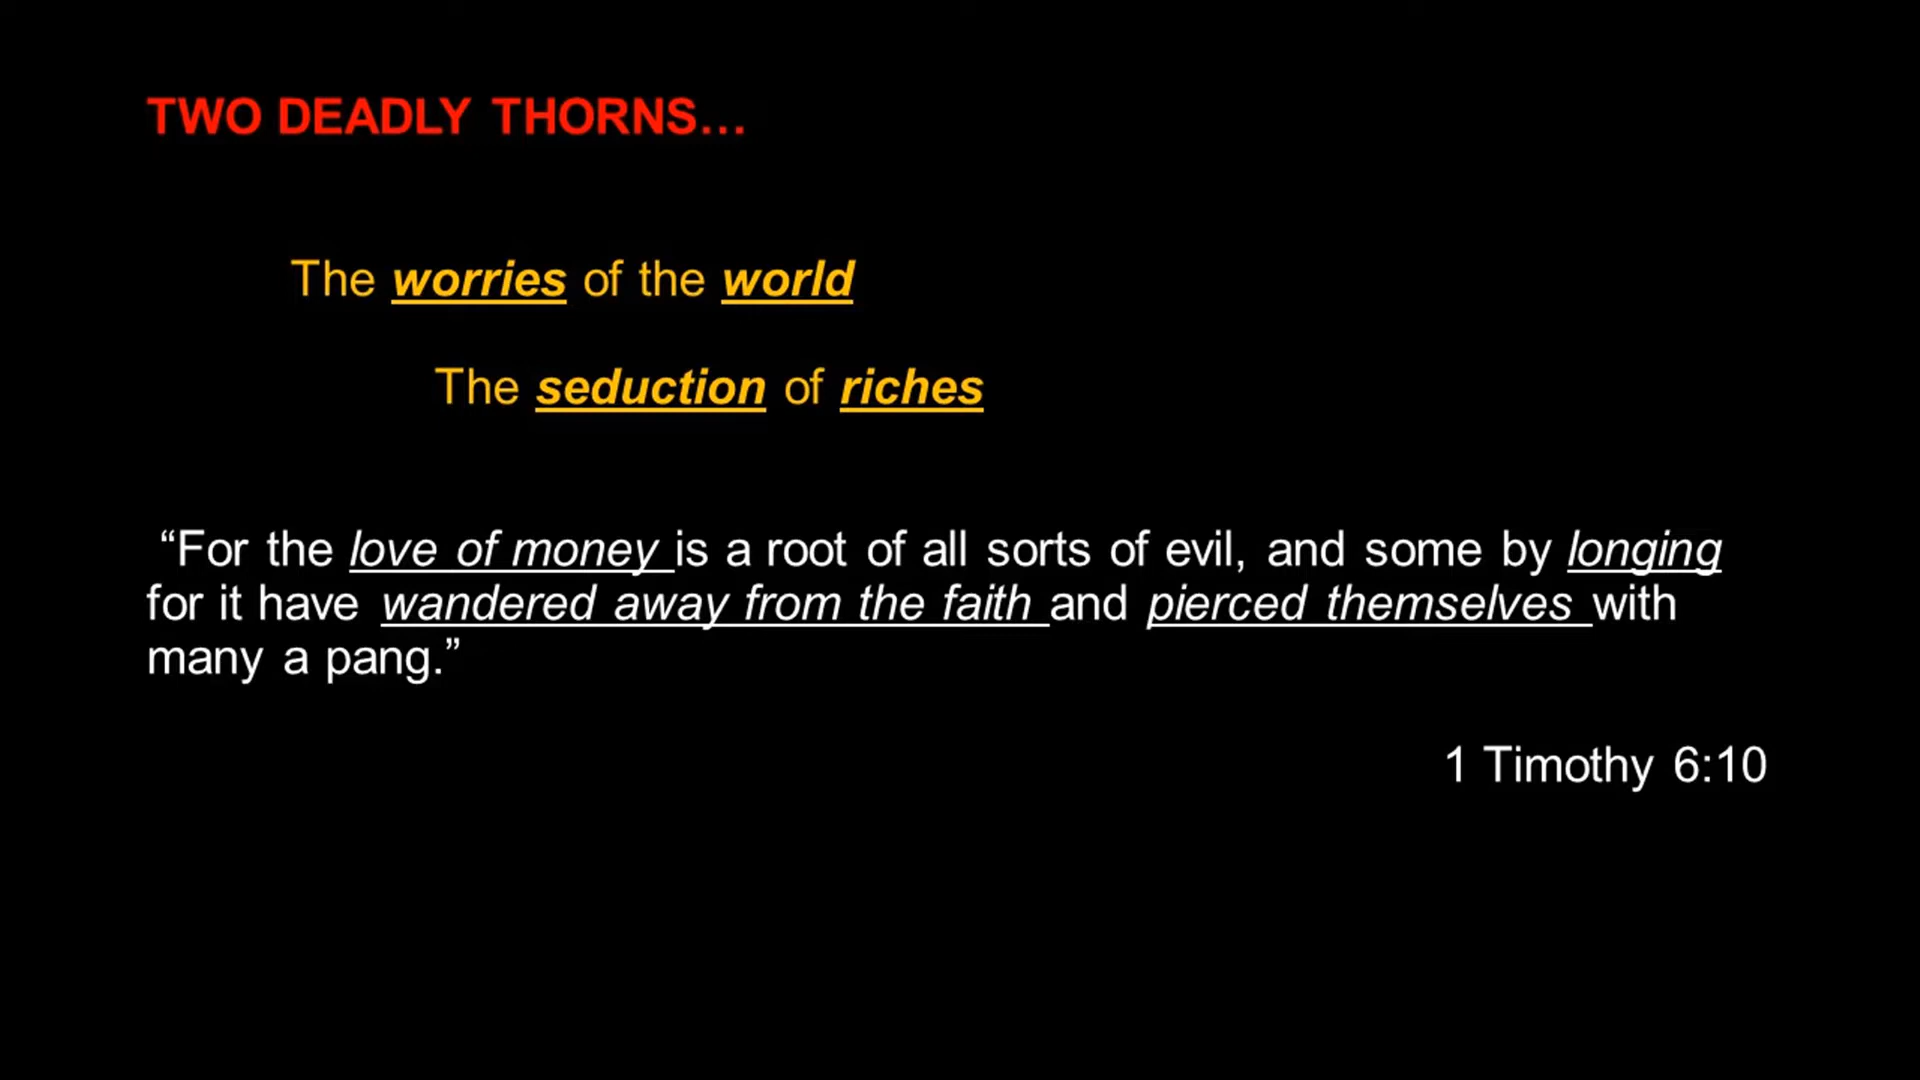 TWO DEADLY THORNS…
The worries of the world
The seduction of riches
“For the love of money is a root of all sorts of evil, and some by longing
for it have wandered away from the faith and pierced themselves with
many a pang.”
1 Timothy 6:10